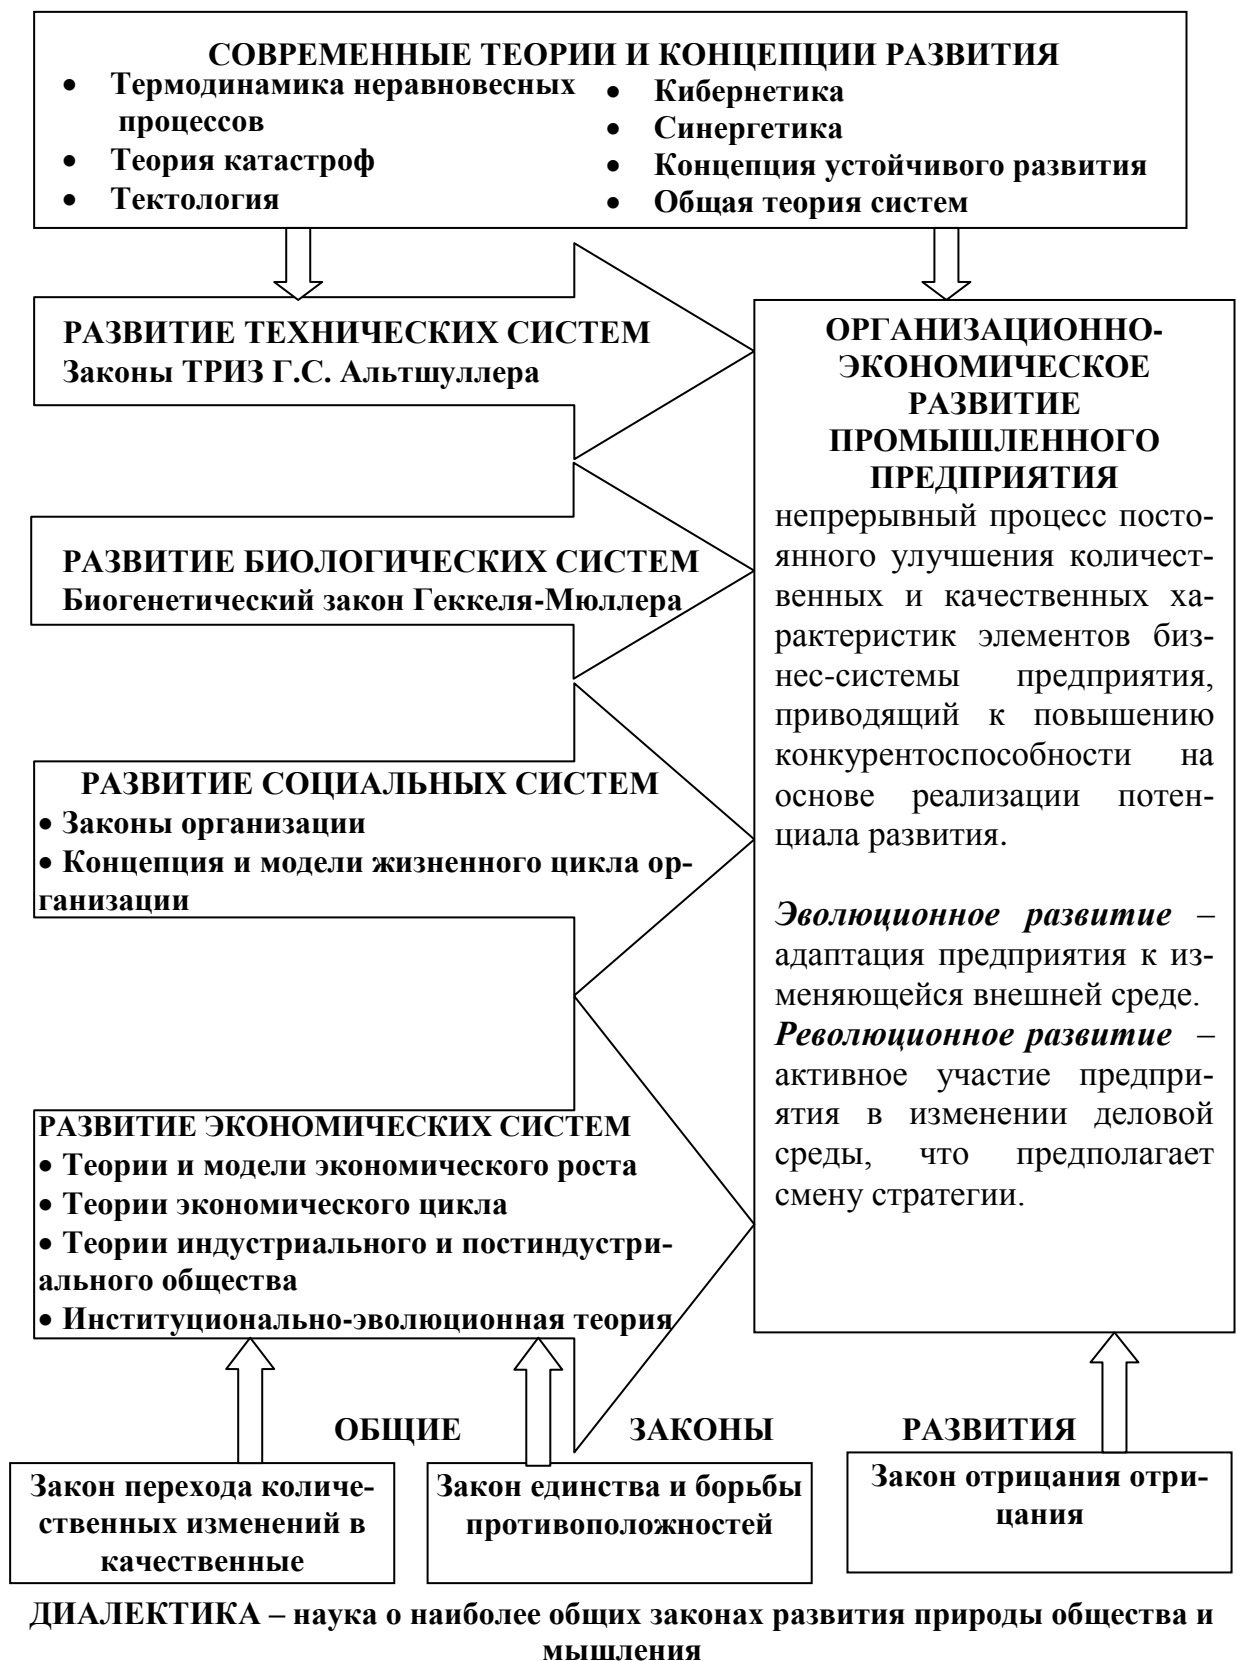 СОВРЕМЕННЫЕ ТЕОРИИ И КОНЦЕПЦИИ РАЗВИТИЯ
• Термодинамика неравновесных
процессов
• Теория катастроф
• Тектология
• Кибернетика
• Синергетика
• Концепция устойчивого развития
• Общая теория систем
РАЗВИТИЕ ТЕХНИЧЕСКИХ СИСТЕМ
Законы ТРИЗ Г.С. Альтшуллера
РАЗВИТИЕ БИОЛОГИЧЕСКИХ СИСТЕМ
Биогенетический закон Геккеля-Мюллера
РАЗВИТИЕ СОЦИАЛЬНЫХ СИСТЕМ
• Законы организации
• Концепция и модели жизненного цикла ор-
ганизации
РАЗВИТИЕ ЭКОНОМИЧЕСКИХ СИСТЕМ
• Теории и модели экономического роста
• Теории экономического цикла
• Теории индустриального и постиндустри-
ального общества
• Институционально-эволюционная теория
ОРГАНИЗАЦИОННО-
ЭКОНОМИЧЕСКОЕ
РАЗВИТИЕ
ПРОМЫШЛЕННОГО
ПРЕДПРИЯТИЯ
непрерывный процесс посто-
янного улучшения количест-
венных и качественных ха-
рактеристик элементов биз-
нес-системы предприятия,
приводящий к повышению
конкурентоспособности на
основе реализации потен-
циала развития.
Эволюционное развитие –
адаптация предприятия к из-
меняющейся внешней среде.
Революционное развитие –
активное участие предпри-
ятия в изменении деловой
среды, что предполагает
смену стратегии.
ОБЩИЕ ЗАКОНЫ РАЗВИТИЯ
Закон перехода количе-
ственных изменений в
качественные
Закон единства и борьбы
противоположностей
Закон отрицания отри-
цания
ДИАЛЕКТИКА – наука о наиболее общих законах развития природы общества и
мышления